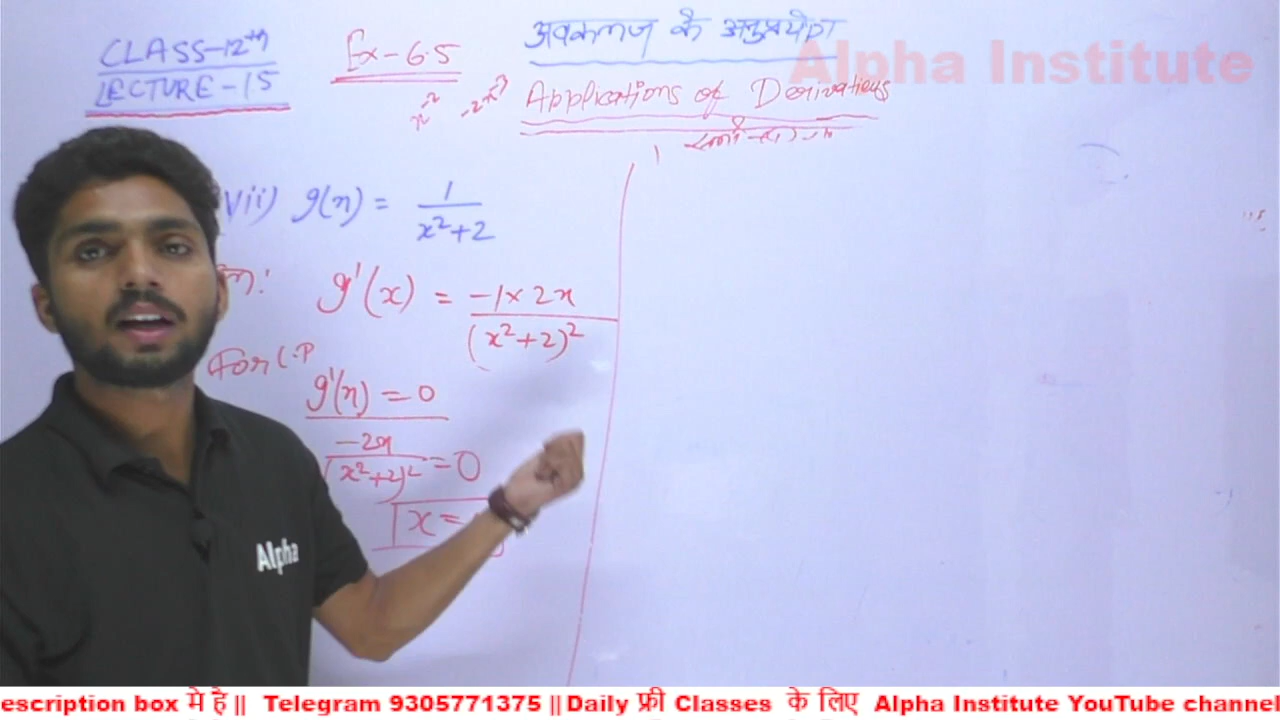 CLASS-12th
LECTURE-15
Ex-6.5
अवकलज के अनुप्रयोग
Applications of Derivatives
Alpha Institute
Vii) g(x) = 1/(x²+2)
g'(x) = -1×2x/(x²+2)²
For C.P
g'(x) = 0
-2x/(x²+2)² = 0
x =
Alpha
escription box मे है || Telegram 9305771375 || Daily फ्री Classes के लिए Alpha Institute YouTube channel